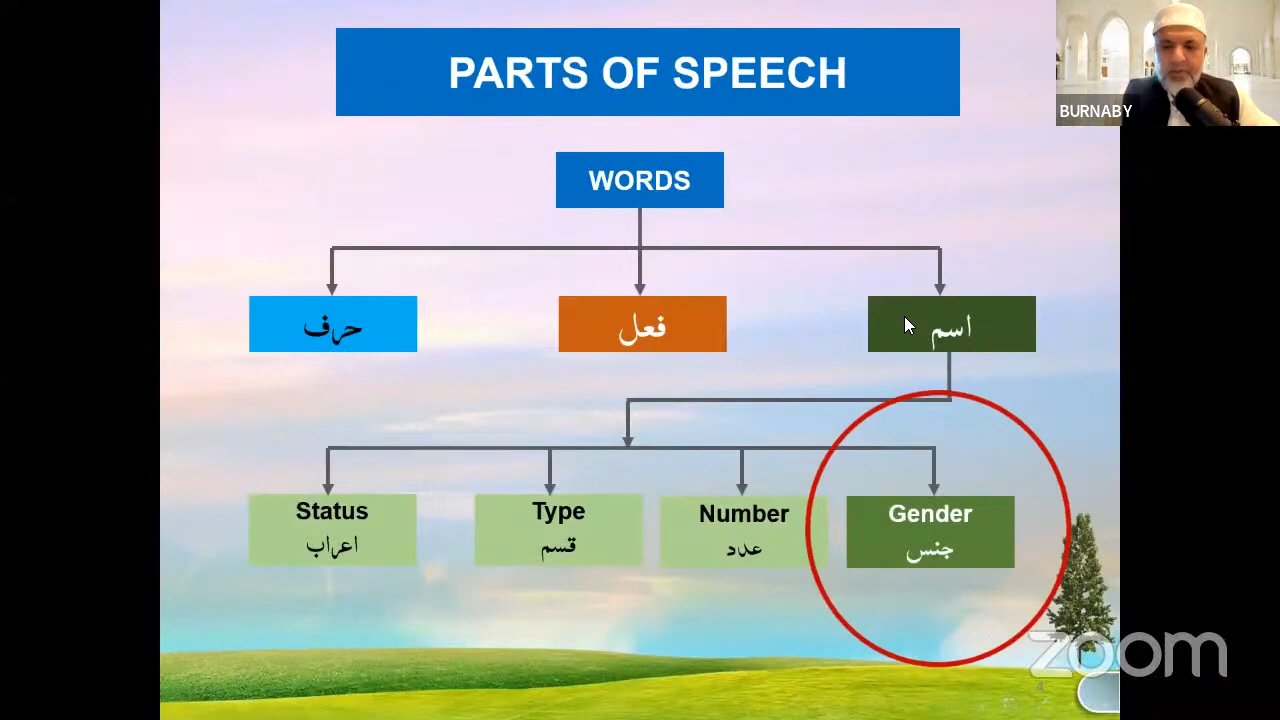 PARTS OF SPEECH
BURNABY
WORDS
حرف
فعل
اسم
Status
اعراب
Type
قسم
Number
عدد
Gender
جنس
zoom